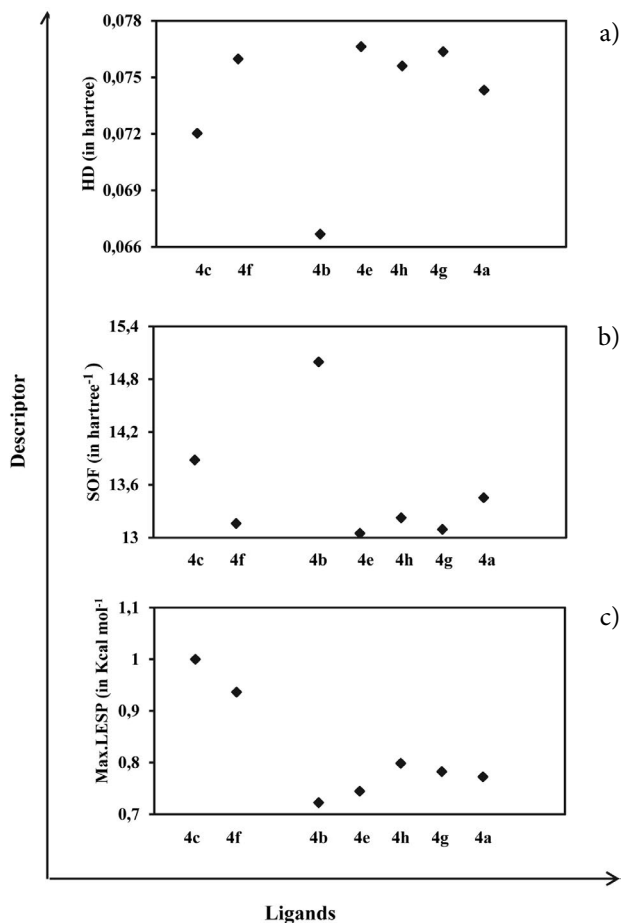 a)
HD (in hartree)
0,078
0,075
0,072
0,069
0,066
4c 4f 4b 4e 4h 4g 4a
b)
SOF (in hartree⁻¹ )
15,4
14,8
14,2
13,6
13
4c 4f 4b 4e 4h 4g 4a
c)
Max.LESP (in Kcal mol⁻¹
1,1
1
0,9
0,8
0,7
4c 4f 4b 4e 4h 4g 4a
Descriptor
Ligands